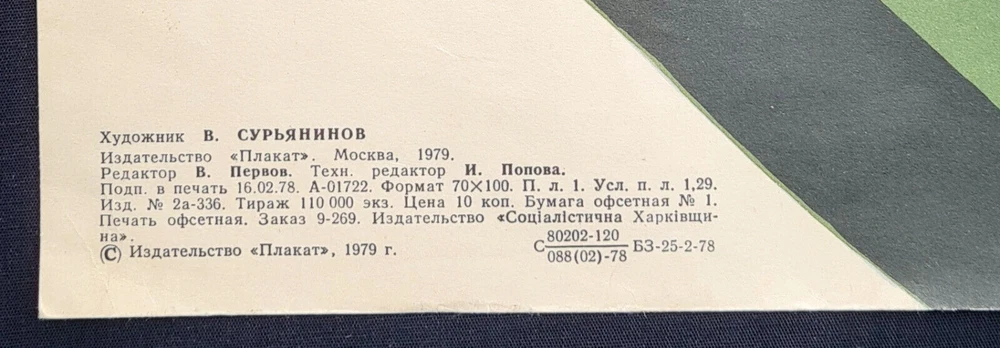 Художник В. СУРЬЯНИНОВ
Издательство «Плакат». Москва, 1979.
Редактор В. Первов. Техн. редактор И. Попова.
Подп. в печать 16.02.78. А-01722. Формат 70×100. П. л. 1. Усл. п. л. 1,29.
Изд. № 2а-336. Тираж 110 000 экз. Цена 10 коп. Бумага офсетная № 1.
Печать офсетная. Заказ 9-269. Издательство «Соціалістична Харківщи-
на».
© Издательство «Плакат», 1979 г.
С 80202-120 БЗ-25-2-78
088(02)-78